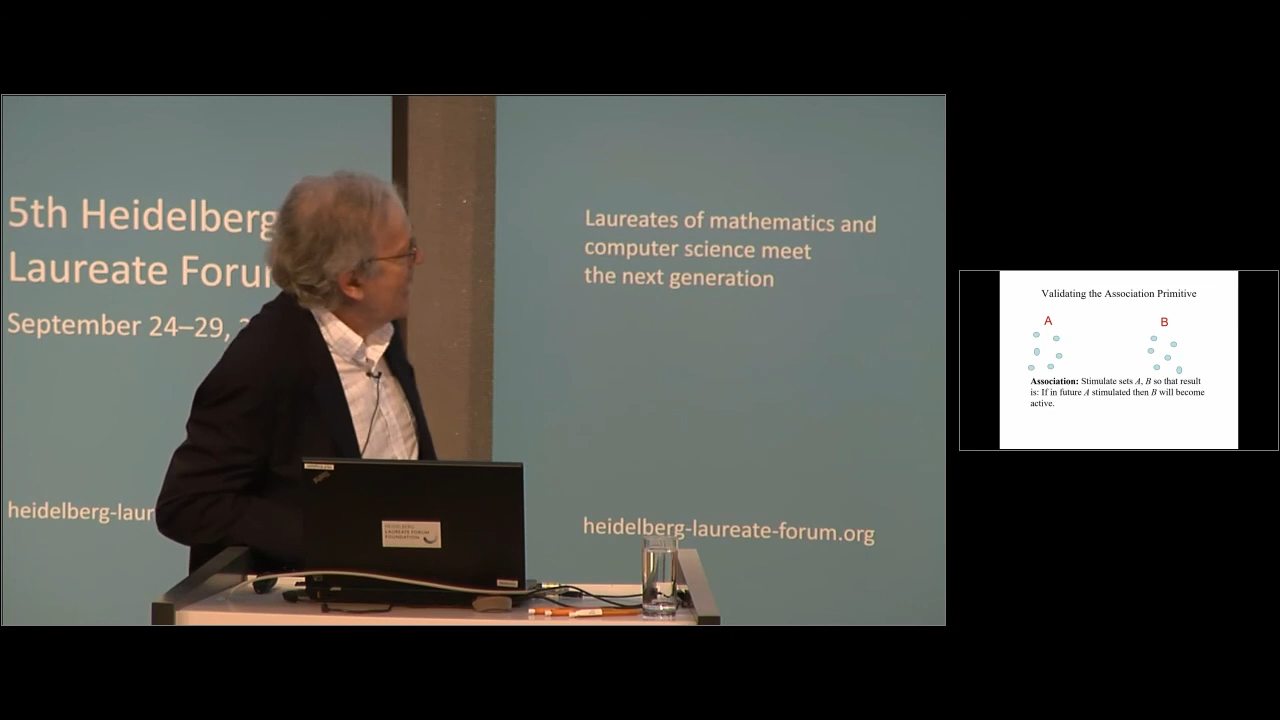 5th Heidelberg
Laureate Foru
September 24–29,
heidelberg-laur
Laureates of mathematics and
computer science meet
the next generation
heidelberg-laureate-forum.org
HEIDELBERG
LAUREATE FORUM
FOUNDATION
Validating the Association Primitive
A
B
Association: Stimulate sets A, B so that result
is: If in future A stimulated then B will become
active.